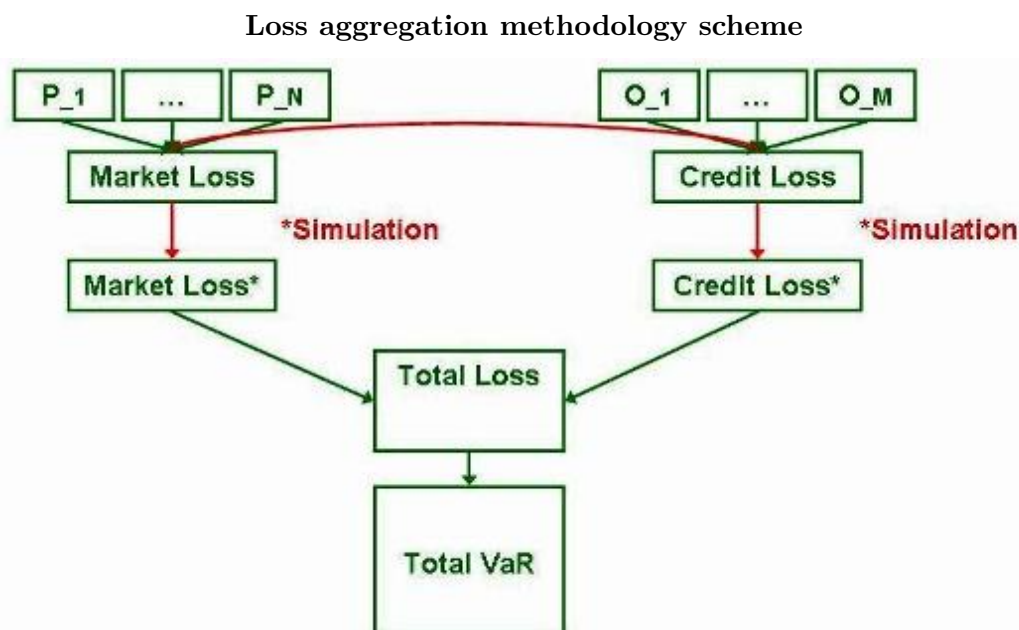 Loss aggregation methodology scheme
P_1 ... P_N O_1 ... O_M
Market Loss Credit Loss
*Simulation *Simulation
Market Loss* Credit Loss*
Total Loss
Total VaR